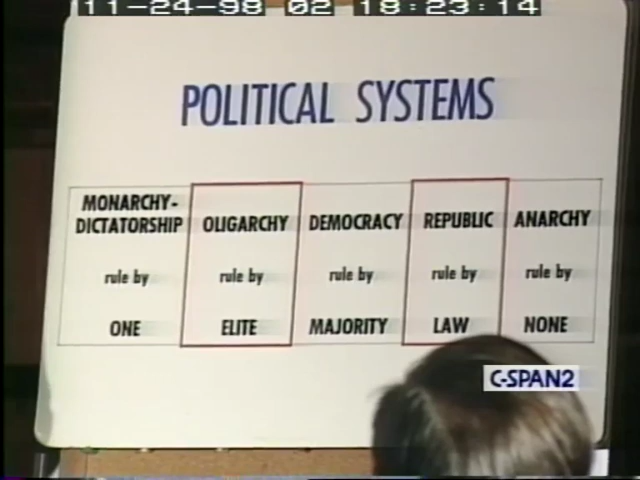 11-24-98 02 18:23:14
POLITICAL SYSTEMS
MONARCHY-
DICTATORSHIP
rule by
ONE
OLIGARCHY
rule by
ELITE
DEMOCRACY
rule by
MAJORITY
REPUBLIC
rule by
LAW
ANARCHY
rule by
NONE
C-SPAN2